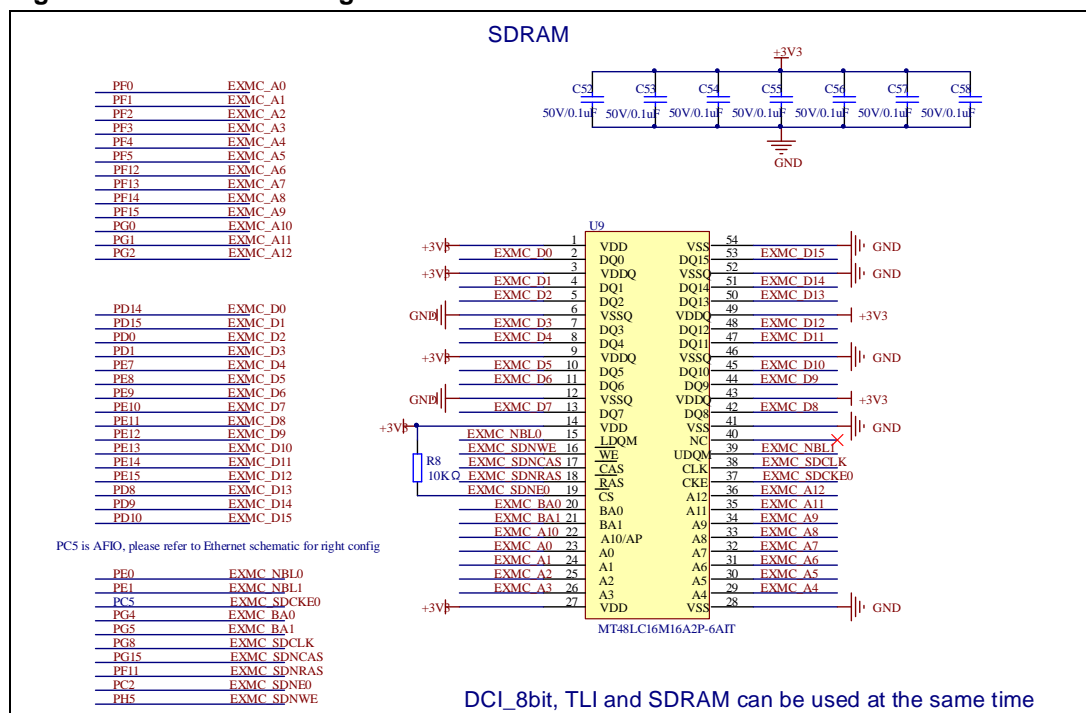 SDRAM
+3V3
C52 C53 C54 C55 C56 C57 C58
50V/0.1uF 50V/0.1uF 50V/0.1uF 50V/0.1uF 50V/0.1uF 50V/0.1uF 50V/0.1uF
GND
PF0 EXMC_A0
PF1 EXMC_A1
PF2 EXMC_A2
PF3 EXMC_A3
PF4 EXMC_A4
PF5 EXMC_A5
PF12 EXMC_A6
PF13 EXMC_A7
PF14 EXMC_A8
PF15 EXMC_A9
PG0 EXMC_A10
PG1 EXMC_A11
PG2 EXMC_A12
PD14 EXMC_D0
PD15 EXMC_D1
PD0 EXMC_D2
PD1 EXMC_D3
PE7 EXMC_D4
PE8 EXMC_D5
PE9 EXMC_D6
PE10 EXMC_D7
PE11 EXMC_D8
PE12 EXMC_D9
PE13 EXMC_D10
PE14 EXMC_D11
PE15 EXMC_D12
PD8 EXMC_D13
PD9 EXMC_D14
PD10 EXMC_D15
PC5 is AFIO, please refer to Ethernet schematic for right config
PE0 EXMC_NBL0
PE1 EXMC_NBL1
PC5 EXMC_SDCKE0
PG4 EXMC_BA0
PG5 EXMC_BA1
PG8 EXMC_SDCLK
PG15 EXMC_SDNCAS
PF11 EXMC_SDNRAS
PC2 EXMC_SDNE0
PH5 EXMC_SDNWE
U9
+3V3 1 VDD VSS 54 GND
EXMC_D0 2 DQ0 DQ15 53 EXMC_D15
+3V3 3 VDDQ VSSQ 52 GND
EXMC_D1 4 DQ1 DQ14 51 EXMC_D14
EXMC_D2 5 DQ2 DQ13 50 EXMC_D13
GND 6 VSSQ VDDQ 49 +3V3
EXMC_D3 7 DQ3 DQ12 48 EXMC_D12
EXMC_D4 8 DQ4 DQ11 47 EXMC_D11
+3V3 9 VDDQ VSSQ 46 GND
EXMC_D5 10 DQ5 DQ10 45 EXMC_D10
EXMC_D6 11 DQ6 DQ9 44 EXMC_D9
GND 12 VSSQ VDDQ 43 +3V3
EXMC_D7 13 DQ7 DQ8 42 EXMC_D8
+3V3 14 VDD VSS 41 GND
EXMC_NBL0 15 LDQM NC 40
EXMC_SDNWE 16 WE UDQM 39 EXMC_NBL1
R8 EXMC_SDNCAS 17 CAS CLK 38 EXMC_SDCLK
10KΩ EXMC_SDNRAS 18 RAS CKE 37 EXMC_SDCKE0
EXMC_SDNE0 19 CS A12 36 EXMC_A12
EXMC_BA0 20 BA0 A11 35 EXMC_A11
EXMC_BA1 21 BA1 A9 34 EXMC_A9
EXMC_A10 22 A10/AP A8 33 EXMC_A8
EXMC_A0 23 A0 A7 32 EXMC_A7
EXMC_A1 24 A1 A6 31 EXMC_A6
EXMC_A2 25 A2 A5 30 EXMC_A5
EXMC_A3 26 A3 A4 29 EXMC_A4
+3V3 27 VDD VSS 28 GND
MT48LC16M16A2P-6AIT
DCI_8bit, TLI and SDRAM can be used at the same time